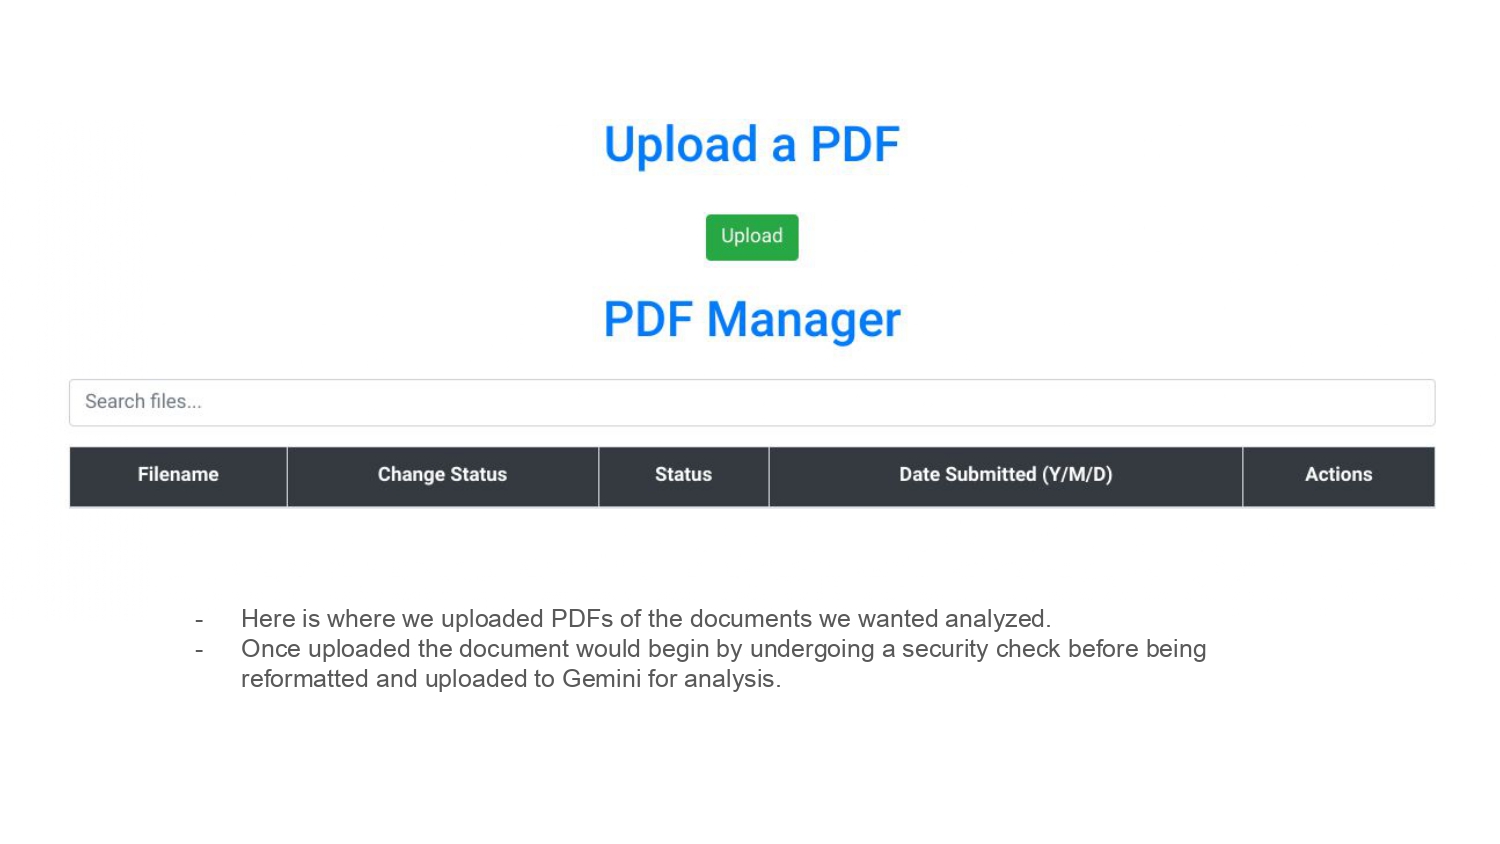 Upload a PDF
Upload
PDF Manager
Search files...
Filename Change Status Status Date Submitted (Y/M/D) Actions
- Here is where we uploaded PDFs of the documents we wanted analyzed.
- Once uploaded the document would begin by undergoing a security check before being
reformatted and uploaded to Gemini for analysis.